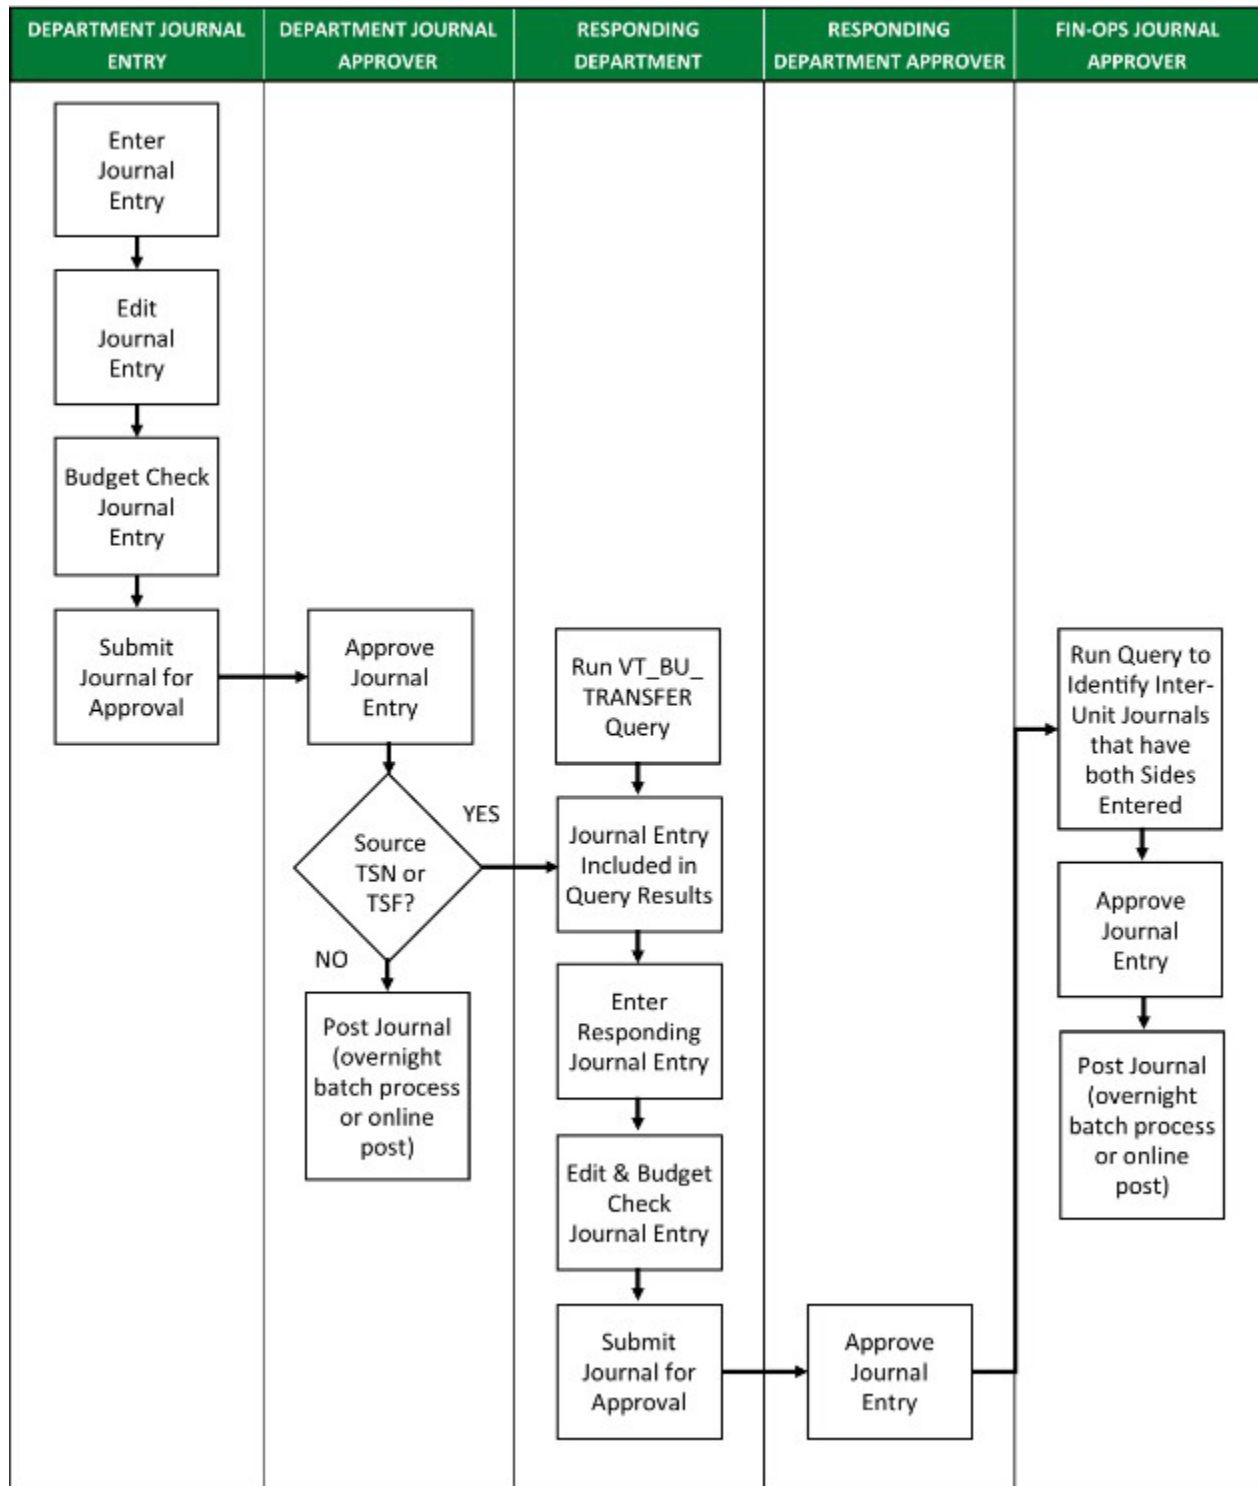 DEPARTMENT JOURNAL
ENTRY
DEPARTMENT JOURNAL
APPROVER
RESPONDING
DEPARTMENT
RESPONDING
DEPARTMENT APPROVER
FIN-OPS JOURNAL
APPROVER
Enter
Journal
Entry
Edit
Journal
Entry
Budget Check
Journal
Entry
Submit
Journal for
Approval
Approve
Journal
Entry
Source
TSN or
TSF?
YES
NO
Post Journal
(overnight
batch process
or online
post)
Run VT_BU_
TRANSFER
Query
Journal Entry
Included in
Query Results
Enter
Responding
Journal Entry
Edit & Budget
Check
Journal Entry
Submit
Journal for
Approval
Approve
Journal
Entry
Run Query to
Identify Inter-
Unit Journals
that have
both Sides
Entered
Approve
Journal
Entry
Post Journal
(overnight
batch process
or online
post)